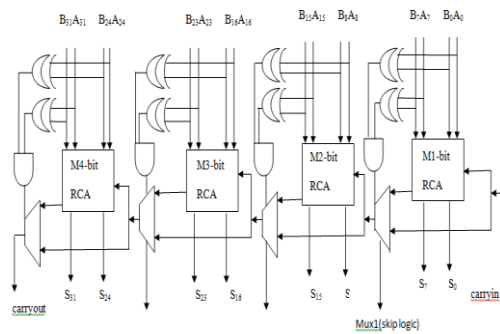 B31A31 B24A24 B23A23 B16A16 B15A15 B8A8 B7A7 B0A0
M4-bit
RCA
M3-bit
RCA
M2-bit
RCA
M1-bit
RCA
S31 S24 S23 S16 S15 S S7 S0 carryin
carryout
Mux1(skip logic)